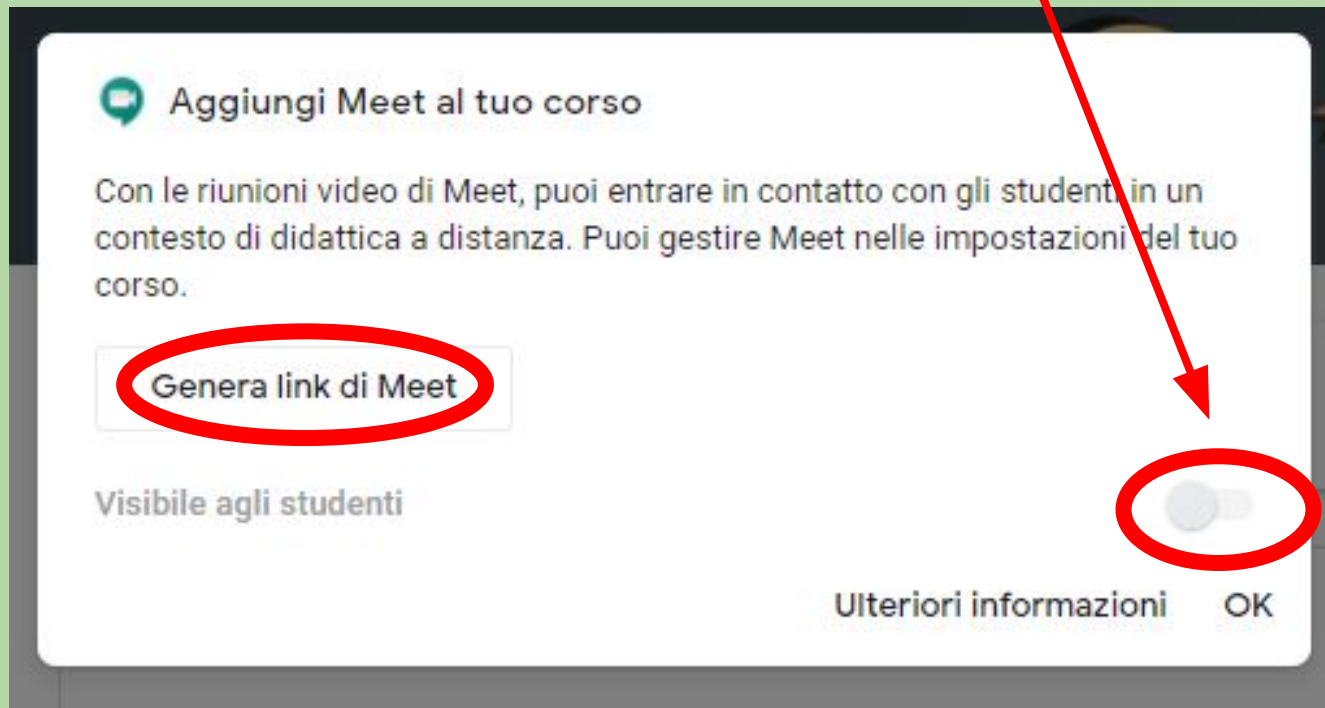 Aggiungi Meet al tuo corso
Con le riunioni video di Meet, puoi entrare in contatto con gli studenti in un
contesto di didattica a distanza. Puoi gestire Meet nelle impostazioni del tuo
corso.
Genera link di Meet
Visibile agli studenti
Ulteriori informazioni OK